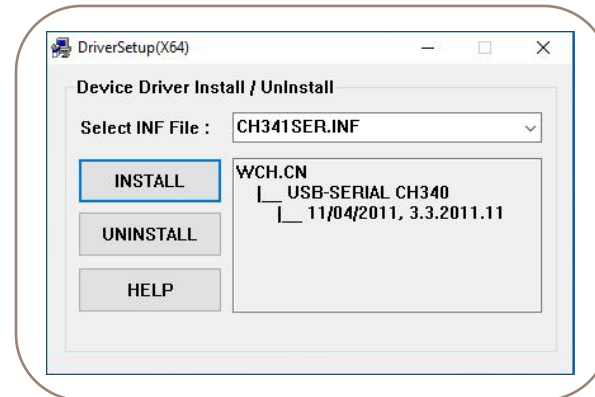 DriverSetup(X64)
Device Driver Install / UnInstall
Select INF File :
CH341SER.INF
INSTALL
UNINSTALL
HELP
WCH.CN
|__ USB-SERIAL CH340
|__ 11/04/2011, 3.3.2011.11